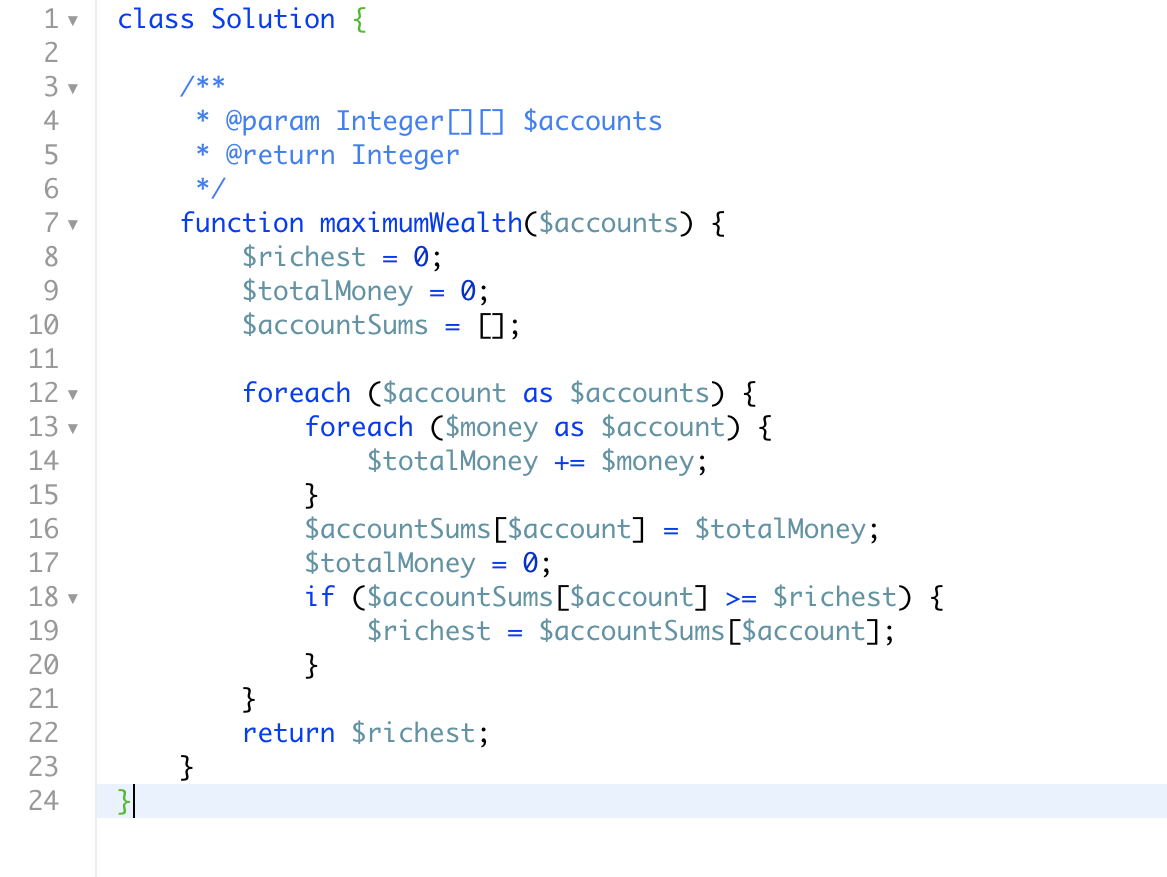 1 class Solution {
2
3 /**
4 * @param Integer[][] $accounts
5 * @return Integer
6 */
7 function maximumWealth($accounts) {
8 $richest = 0;
9 $totalMoney = 0;
10 $accountSums = [];
11
12 foreach ($account as $accounts) {
13 foreach ($money as $account) {
14 $totalMoney += $money;
15 }
16 $accountSums[$account] = $totalMoney;
17 $totalMoney = 0;
18 if ($accountSums[$account] >= $richest) {
19 $richest = $accountSums[$account];
20 }
21 }
22 return $richest;
23 }
24 }